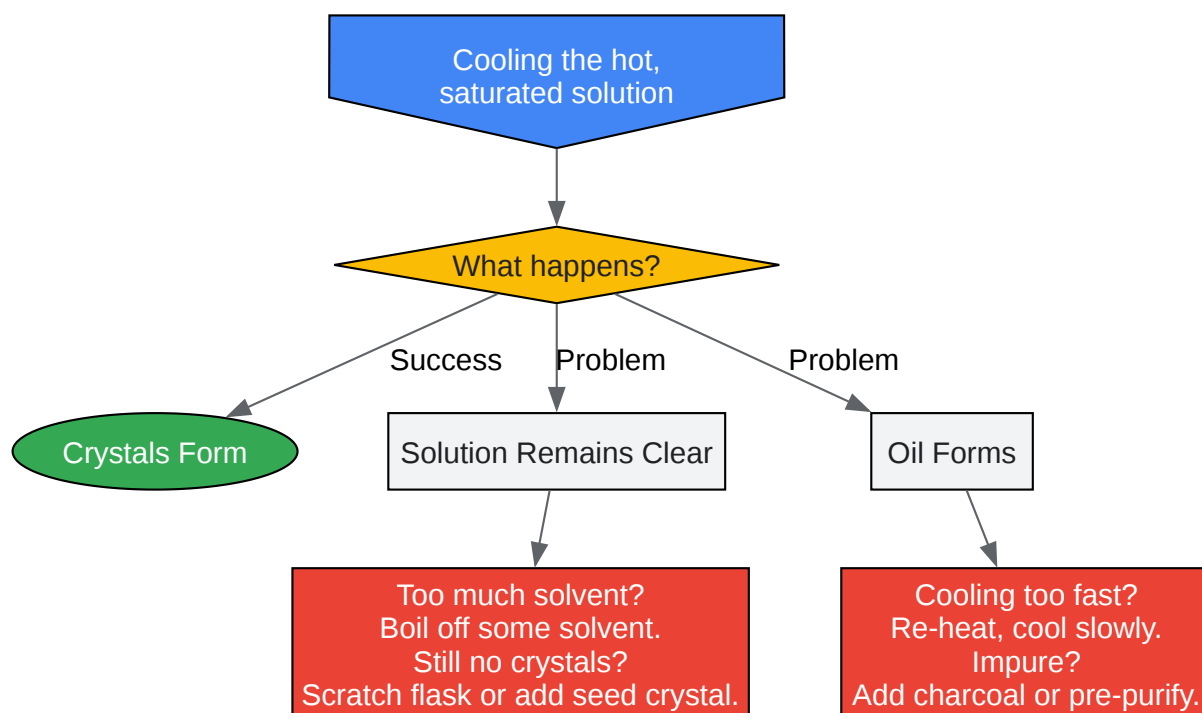 Cooling the hot,
saturated solution
What happens?
Success
Problem
Problem
Crystals Form
Solution Remains Clear
Oil Forms
Too much solvent?
Boil off some solvent.
Still no crystals?
Scratch flask or add seed crystal.
Cooling too fast?
Re-heat, cool slowly.
Impure?
Add charcoal or pre-purify.